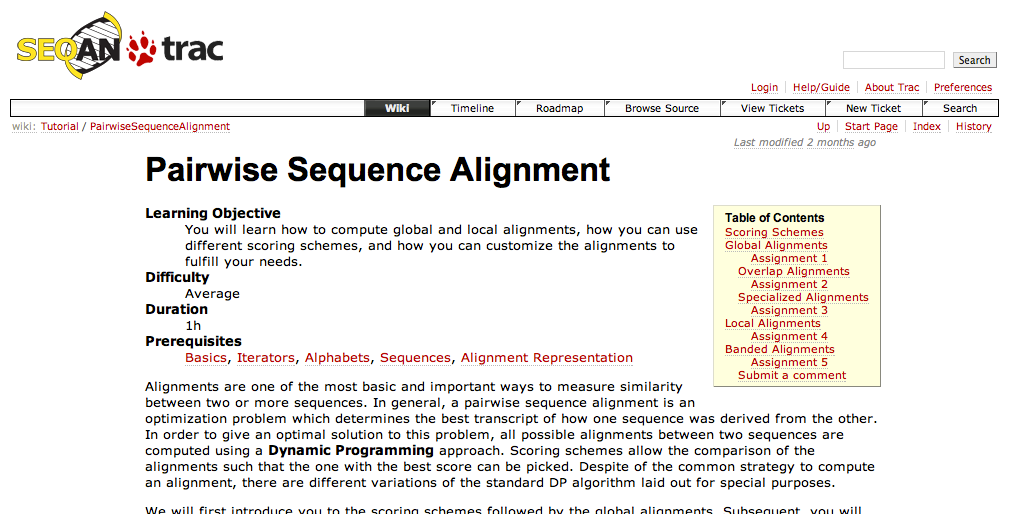 SEQAN trac
Search
Login Help/Guide About Trac Preferences
Wiki Timeline Roadmap Browse Source View Tickets New Ticket Search
wiki: Tutorial / PairwiseSequenceAlignment
Up Start Page Index History
Last modified 2 months ago
Pairwise Sequence Alignment
Learning Objective
You will learn how to compute global and local alignments, how you can use
different scoring schemes, and how you can customize the alignments to
fulfill your needs.
Difficulty
Average
Duration
1h
Prerequisites
Basics, Iterators, Alphabets, Sequences, Alignment Representation
Table of Contents
Scoring Schemes
Global Alignments
Assignment 1
Overlap Alignments
Assignment 2
Specialized Alignments
Assignment 3
Local Alignments
Assignment 4
Banded Alignments
Assignment 5
Submit a comment
Alignments are one of the most basic and important ways to measure similarity
between two or more sequences. In general, a pairwise sequence alignment is an
optimization problem which determines the best transcript of how one sequence was derived from the other.
In order to give an optimal solution to this problem, all possible alignments between two sequences are
computed using a Dynamic Programming approach. Scoring schemes allow the comparison of the
alignments such that the one with the best score can be picked. Despite of the common strategy to compute
an alignment, there are different variations of the standard DP algorithm laid out for special purposes.
We will first introduce you to the scoring schemes followed by the global alignments. Subsequent, you will